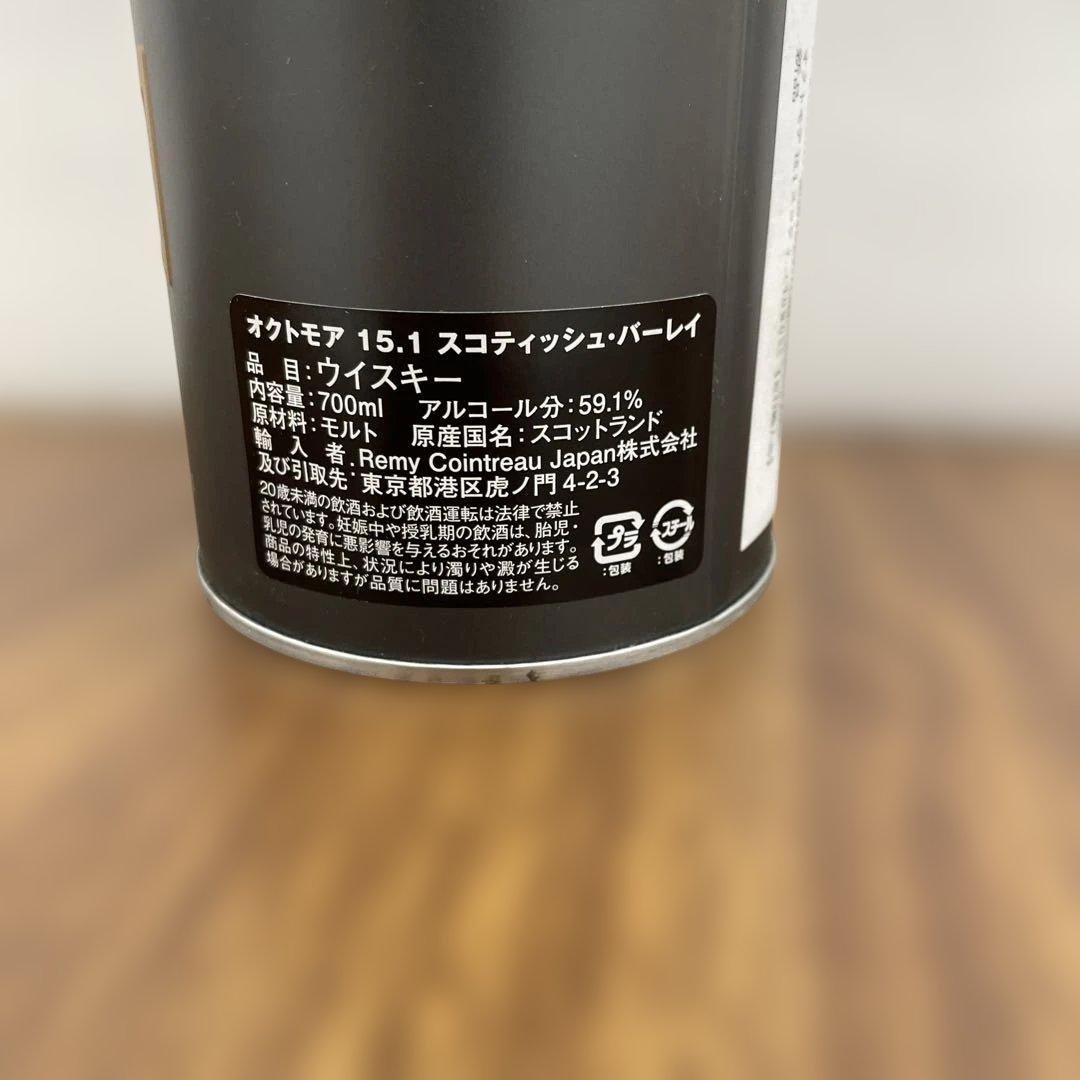 オクトモア 15.1 スコティッシュ・バーレイ
品 目:ウイスキー
内容量:700ml アルコール分:59.1%
原材料:モルト 原産国名:スコットランド
輸 入 者.Remy Cointreau Japan株式会社
及び引取先:東京都港区虎ノ門 4-2-3
20歳未満の飲酒および飲酒運転は法律で禁止
されています。妊娠中や授乳期の飲酒は、胎児・
乳児の発育に悪影響を与えるおそれがあります。
商品の特性上、状況により濁りや澱が生じる
場合がありますが品質に問題はありません。
プラ
:包装
スチール
:包装